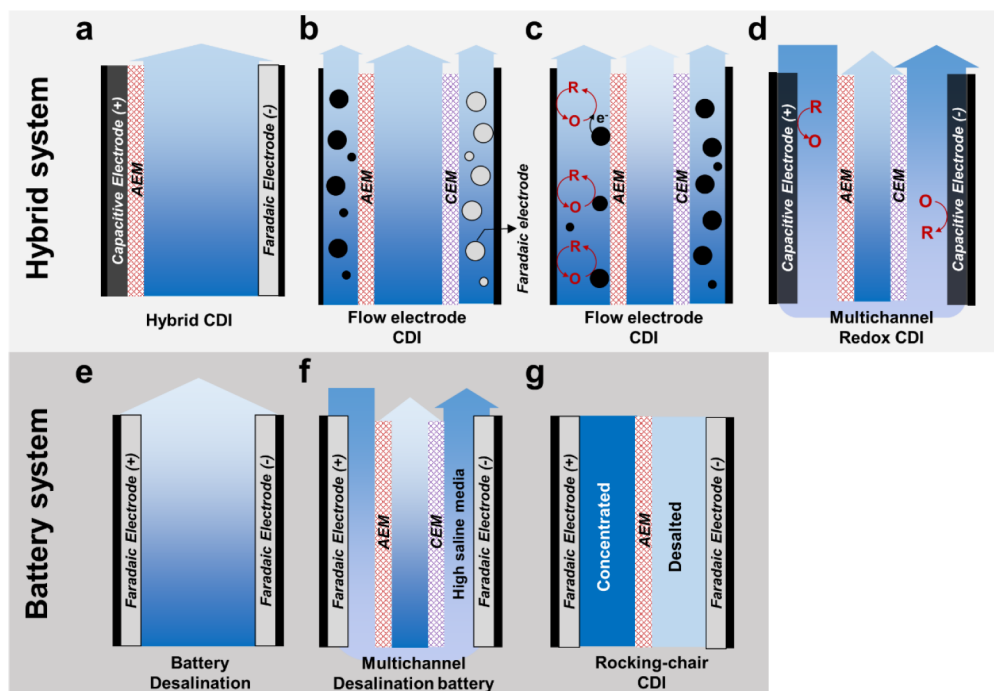 Hybrid system
a
Capacitive Electrode (+)
AEM
Faradaic Electrode (-)
Hybrid CDI
b
AEM
CEM
Faradaic electrode
Flow electrode
CDI
c
R
O
e-
R
O
R
O
AEM
CEM
Flow electrode
CDI
d
Capacitive Electrode (+)
R
O
AEM
CEM
O
R
Capacitive Electrode (-)
Multichannel
Redox CDI
Battery system
e
Faradaic Electrode (+)
Faradaic Electrode (-)
Battery
Desalination
f
Faradaic Electrode (+)
AEM
CEM
High saline media
Faradaic Electrode (-)
Multichannel
Desalination battery
g
Faradaic Electrode (+)
Concentrated
AEM
Desalted
Faradaic Electrode (-)
Rocking-chair
CDI